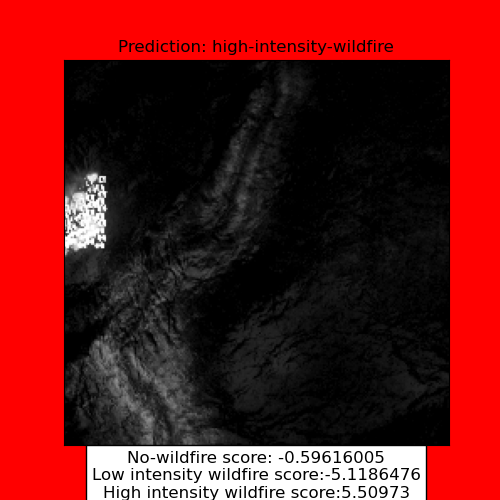 Prediction: high-intensity-wildfire
No-wildfire score: -0.59616005
Low intensity wildfire score:-5.1186476
High intensity wildfire score:5.50973